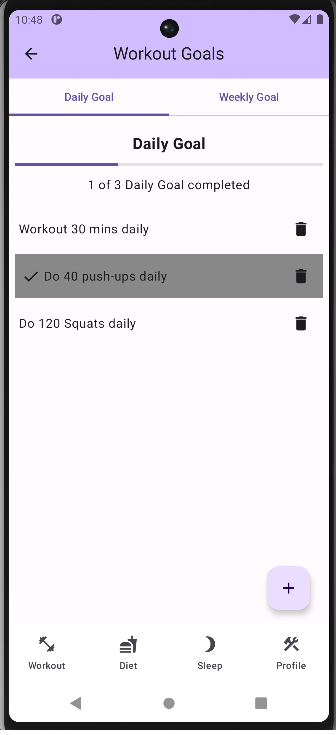 10:48
Workout Goals
Daily Goal
Weekly Goal
Daily Goal
1 of 3 Daily Goal completed
Workout 30 mins daily
Do 40 push-ups daily
Do 120 Squats daily
+
Workout
Diet
Sleep
Profile